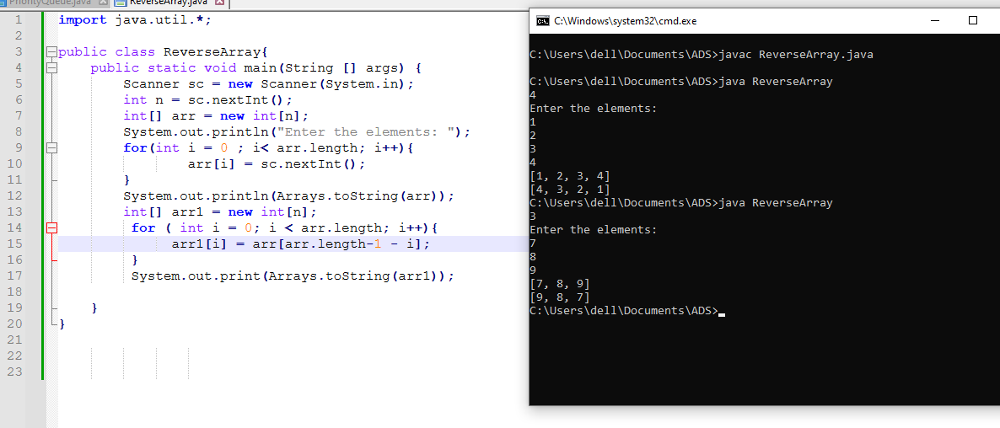 PriorityQueue.java ReverseArray.java
1 import java.util.*;
2
3 public class ReverseArray{
4 public static void main(String [] args) {
5 Scanner sc = new Scanner(System.in);
6 int n = sc.nextInt();
7 int[] arr = new int[n];
8 System.out.println("Enter the elements: ");
9 for(int i = 0 ; i< arr.length; i++){
10 arr[i] = sc.nextInt();
11 }
12 System.out.println(Arrays.toString(arr));
13 int[] arr1 = new int[n];
14 for ( int i = 0; i < arr.length; i++){
15 arr1[i] = arr[arr.length-1 - i];
16 }
17 System.out.print(Arrays.toString(arr1));
18
19 }
20 }
21
22
23
C:\Windows\system32\cmd.exe
C:\Users\dell\Documents\ADS>javac ReverseArray.java
C:\Users\dell\Documents\ADS>java ReverseArray
4
Enter the elements:
1
2
3
4
[1, 2, 3, 4]
[4, 3, 2, 1]
C:\Users\dell\Documents\ADS>java ReverseArray
3
Enter the elements:
7
8
9
[7, 8, 9]
[9, 8, 7]
C:\Users\dell\Documents\ADS>